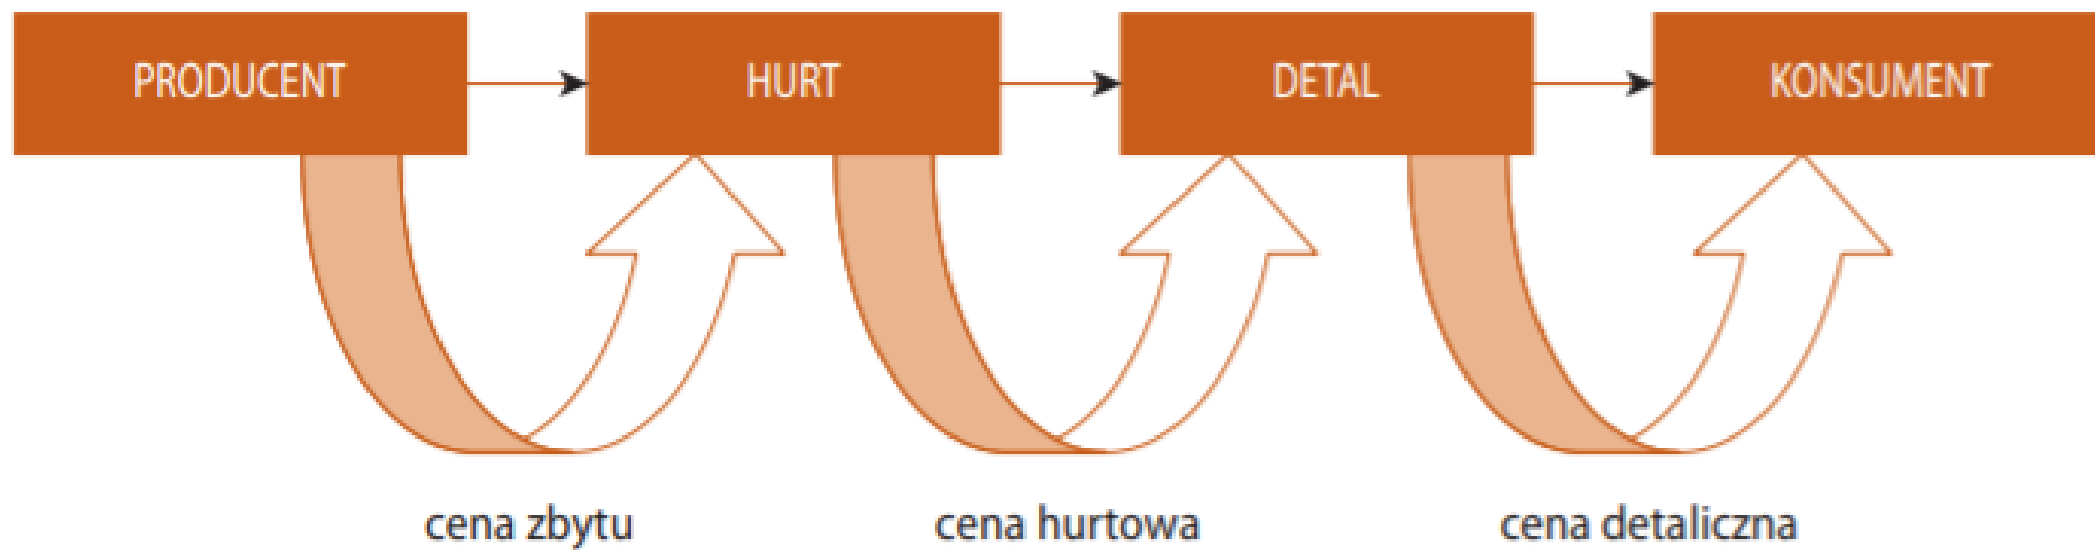 PRODUCENT
HURT
DETAL
KONSUMENT
cena zbytu
cena hurtowa
cena detaliczna